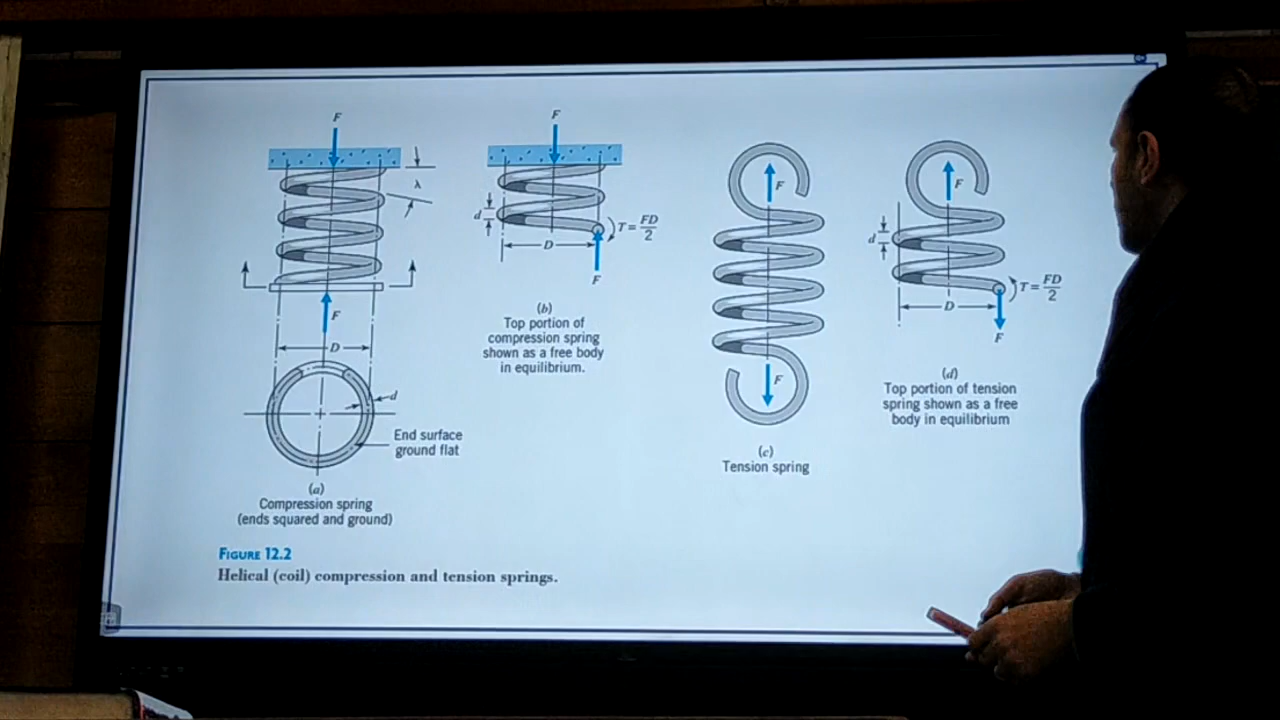 F
λ
F
D
d
End surface
ground flat
(a)
Compression spring
(ends squared and ground)
F
d
D
T = FD
2
F
(b)
Top portion of
compression spring
shown as a free body
in equilibrium.
F
F
(c)
Tension spring
F
d
D
T = FD
2
F
(d)
Top portion of tension
spring shown as a free
body in equilibrium
FIGURE 12.2
Helical (coil) compression and tension springs.